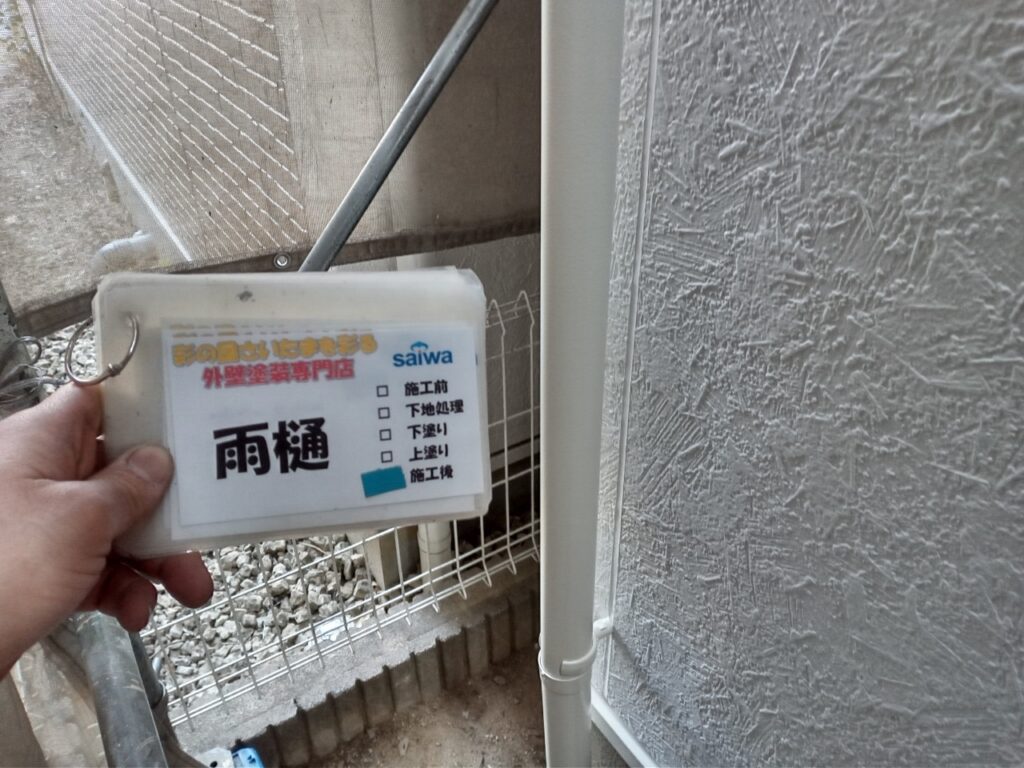 彩の国さいたまを彩る
外壁塗装専門店
saiwa
雨樋
□ 施工前
□ 下地処理
□ 下塗り
□ 上塗り
施工後